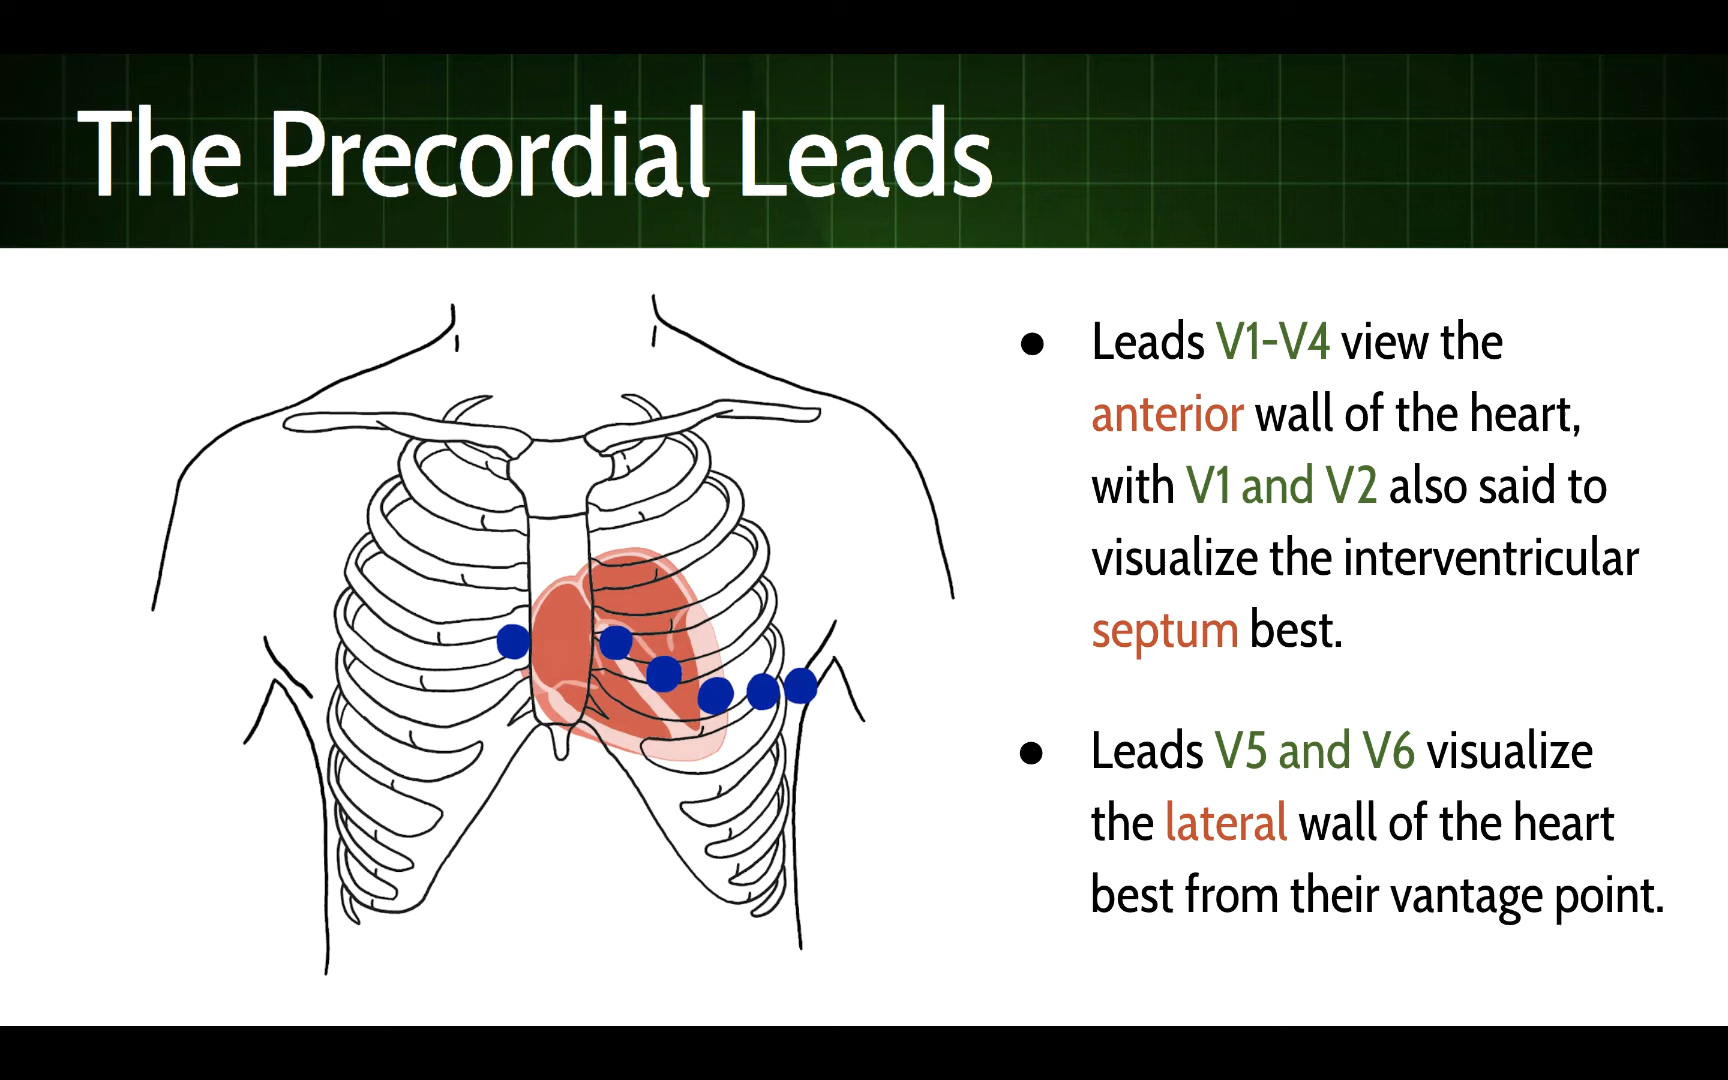 The Precordial Leads
● Leads V1-V4 view the
anterior wall of the heart,
with V1 and V2 also said to
visualize the interventricular
septum best.
● Leads V5 and V6 visualize
the lateral wall of the heart
best from their vantage point.